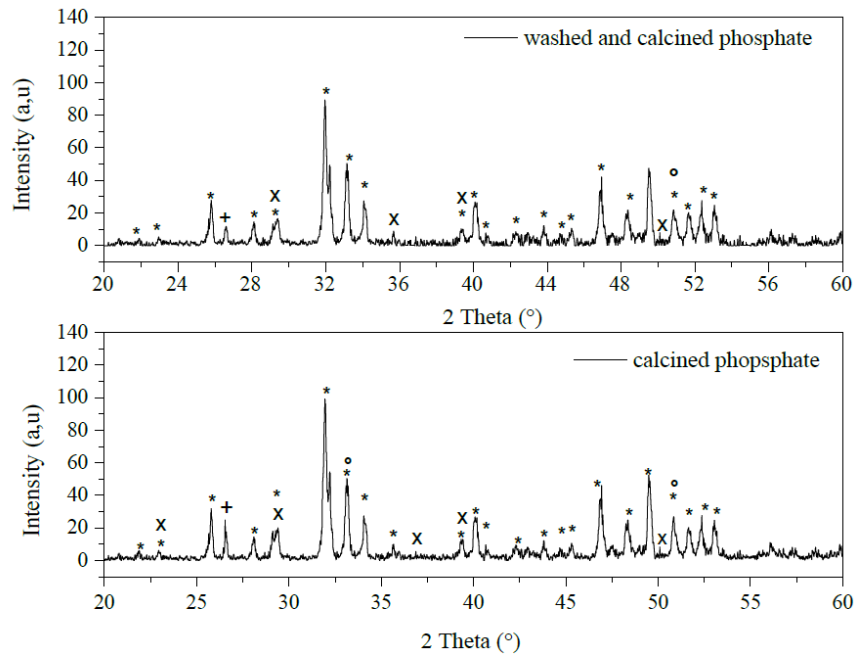 140
120
100
80
60
40
20
0
Intensity (a,u)
washed and calcined phosphate
* * * + * X * * * * X X * * * * * * * * * * X ° * * * *
20 24 28 32 36 40 44 48 52 56 60
2 Theta (°)
140
120
100
80
60
40
20
0
Intensity (a,u)
calcined phopsphate
* X * * + * * X * ° * * * X X * * * * * * * * * * X ° * * * *
20 25 30 35 40 45 50 55 60
2 Theta (°)